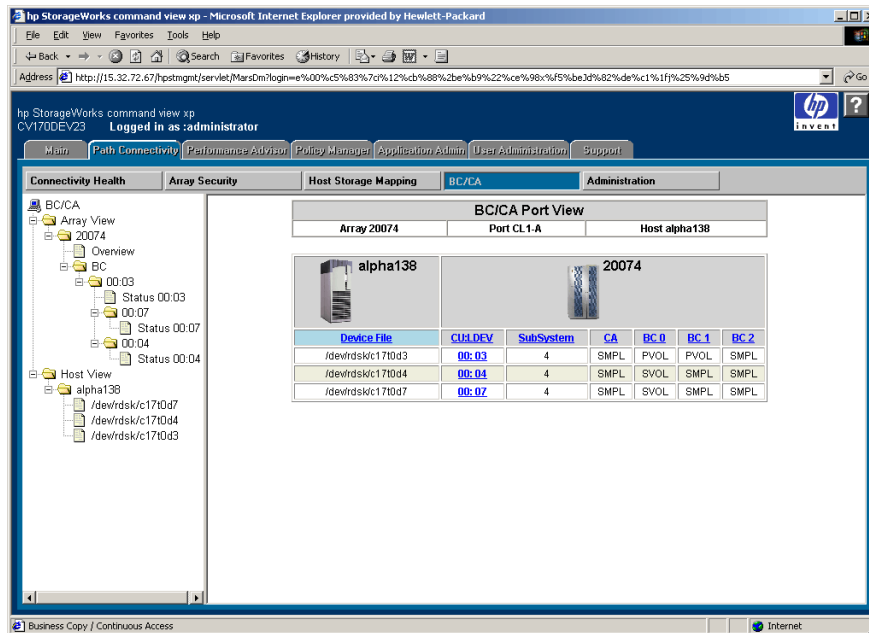 hp StorageWorks command view xp - Microsoft Internet Explorer provided by Hewlett-Packard
File Edit View Favorites Tools Help
Back Search Favorites History
Address http://15.32.72.67/hpstmgmt/servlet/MarsDm?login=e%00%c5%83%7ci%12%cb%88%2be%b9%22%ce%98x%f5%beJd%82%de%c1%1fj%25%9d%b5 Go
hp StorageWorks command view xp
CV170DEV23 Logged in as :administrator
hp
invent
?
Main Path Connectivity Performance Advisor Policy Manager Application Admin User Administration Support
Connectivity Health Array Security Host Storage Mapping BC/CA Administration
BC/CA
Array View
20074
Overview
BC
00:03
Status 00:03
00:07
Status 00:07
00:04
Status 00:04
Host View
alpha138
/dev/rdsk/c17t0d7
/dev/rdsk/c17t0d4
/dev/rdsk/c17t0d3
BC/CA Port View
Array 20074 Port CL1-A Host alpha138
alpha138 20074
Device File CU:LDEV SubSystem CA BC 0 BC 1 BC 2
/dev/rdsk/c17t0d3 00: 03 4 SMPL PVOL PVOL SMPL
/dev/rdsk/c17t0d4 00: 04 4 SMPL SVOL SMPL SMPL
/dev/rdsk/c17t0d7 00: 07 4 SMPL SVOL SMPL SMPL
Business Copy / Continuous Access Internet